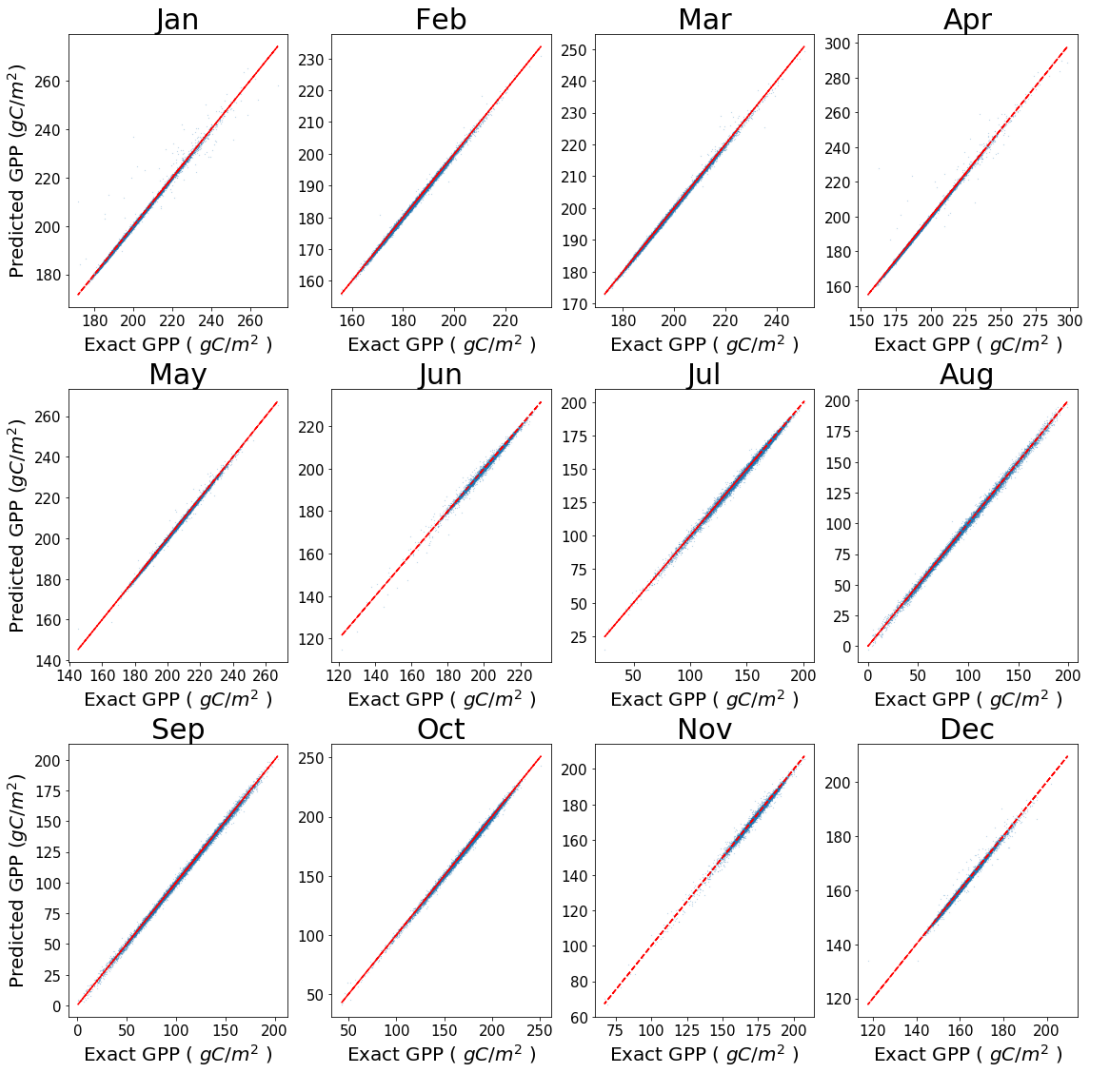 Jan Feb Mar Apr
Predicted GPP (gC/m²)
260
240
220
200
180
180 200 220 240 260
Exact GPP ( gC/m² )
230
220
210
200
190
180
170
160
160 180 200 220
Exact GPP ( gC/m² )
250
240
230
220
210
200
190
180
170
180 200 220 240
Exact GPP ( gC/m² )
300
280
260
240
220
200
180
160
150 175 200 225 250 275 300
Exact GPP ( gC/m² )
May Jun Jul Aug
Predicted GPP (gC/m²)
260
240
220
200
180
160
140
140 160 180 200 220 240 260
Exact GPP ( gC/m² )
220
200
180
160
140
120
120 140 160 180 200 220
Exact GPP ( gC/m² )
200
175
150
125
100
75
50
25
50 100 150 200
Exact GPP ( gC/m² )
200
175
150
125
100
75
50
25
0
0 50 100 150 200
Exact GPP ( gC/m² )
Sep Oct Nov Dec
Predicted GPP (gC/m²)
200
175
150
125
100
75
50
25
0
0 50 100 150 200
Exact GPP ( gC/m² )
250
200
150
100
50
50 100 150 200 250
Exact GPP ( gC/m² )
200
180
160
140
120
100
80
60
75 100 125 150 175 200
Exact GPP ( gC/m² )
200
180
160
140
120
120 140 160 180 200
Exact GPP ( gC/m² )